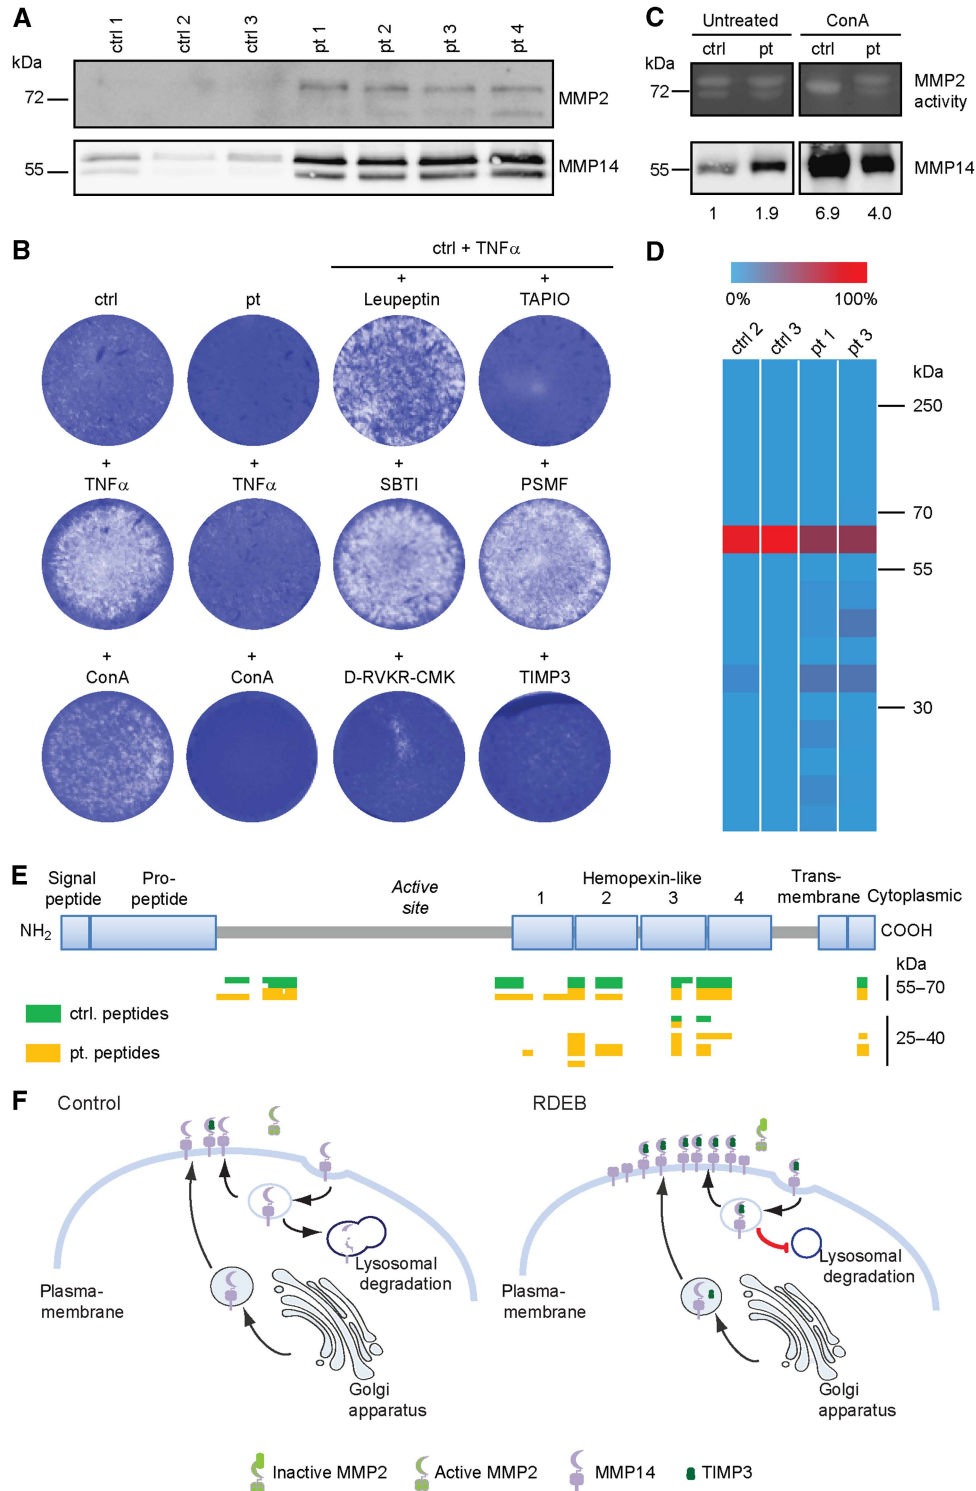 A
ctrl 1 ctrl 2 ctrl 3 pt 1 pt 2 pt 3 pt 4
kDa
72
MMP2
55
MMP14
C
Untreated ConA
ctrl pt ctrl pt
kDa
72
MMP2
activity
55
MMP14
1 1.9 6.9 4.0
B
ctrl + TNFα
ctrl pt
+ Leupeptin
+ TAPIO
+ TNFα
+ TNFα
+ SBTI
+ PSMF
+ ConA
+ ConA
+ D-RVKR-CMK
+ TIMP3
D
0% 100%
ctrl 2 ctrl 3 pt 1 pt 3
kDa
250
70
55
30
E
Signal
peptide
Pro-
peptide
Active
site
Hemopexin-like
1 2 3 4
Trans-
membrane
Cytoplasmic
NH2
COOH
kDa
55–70
25–40
ctrl. peptides
pt. peptides
F
Control
Plasma-
membrane
Lysosomal
degradation
Golgi
apparatus
RDEB
Plasma-
membrane
Lysosomal
degradation
Golgi
apparatus
Inactive MMP2 Active MMP2 MMP14 TIMP3